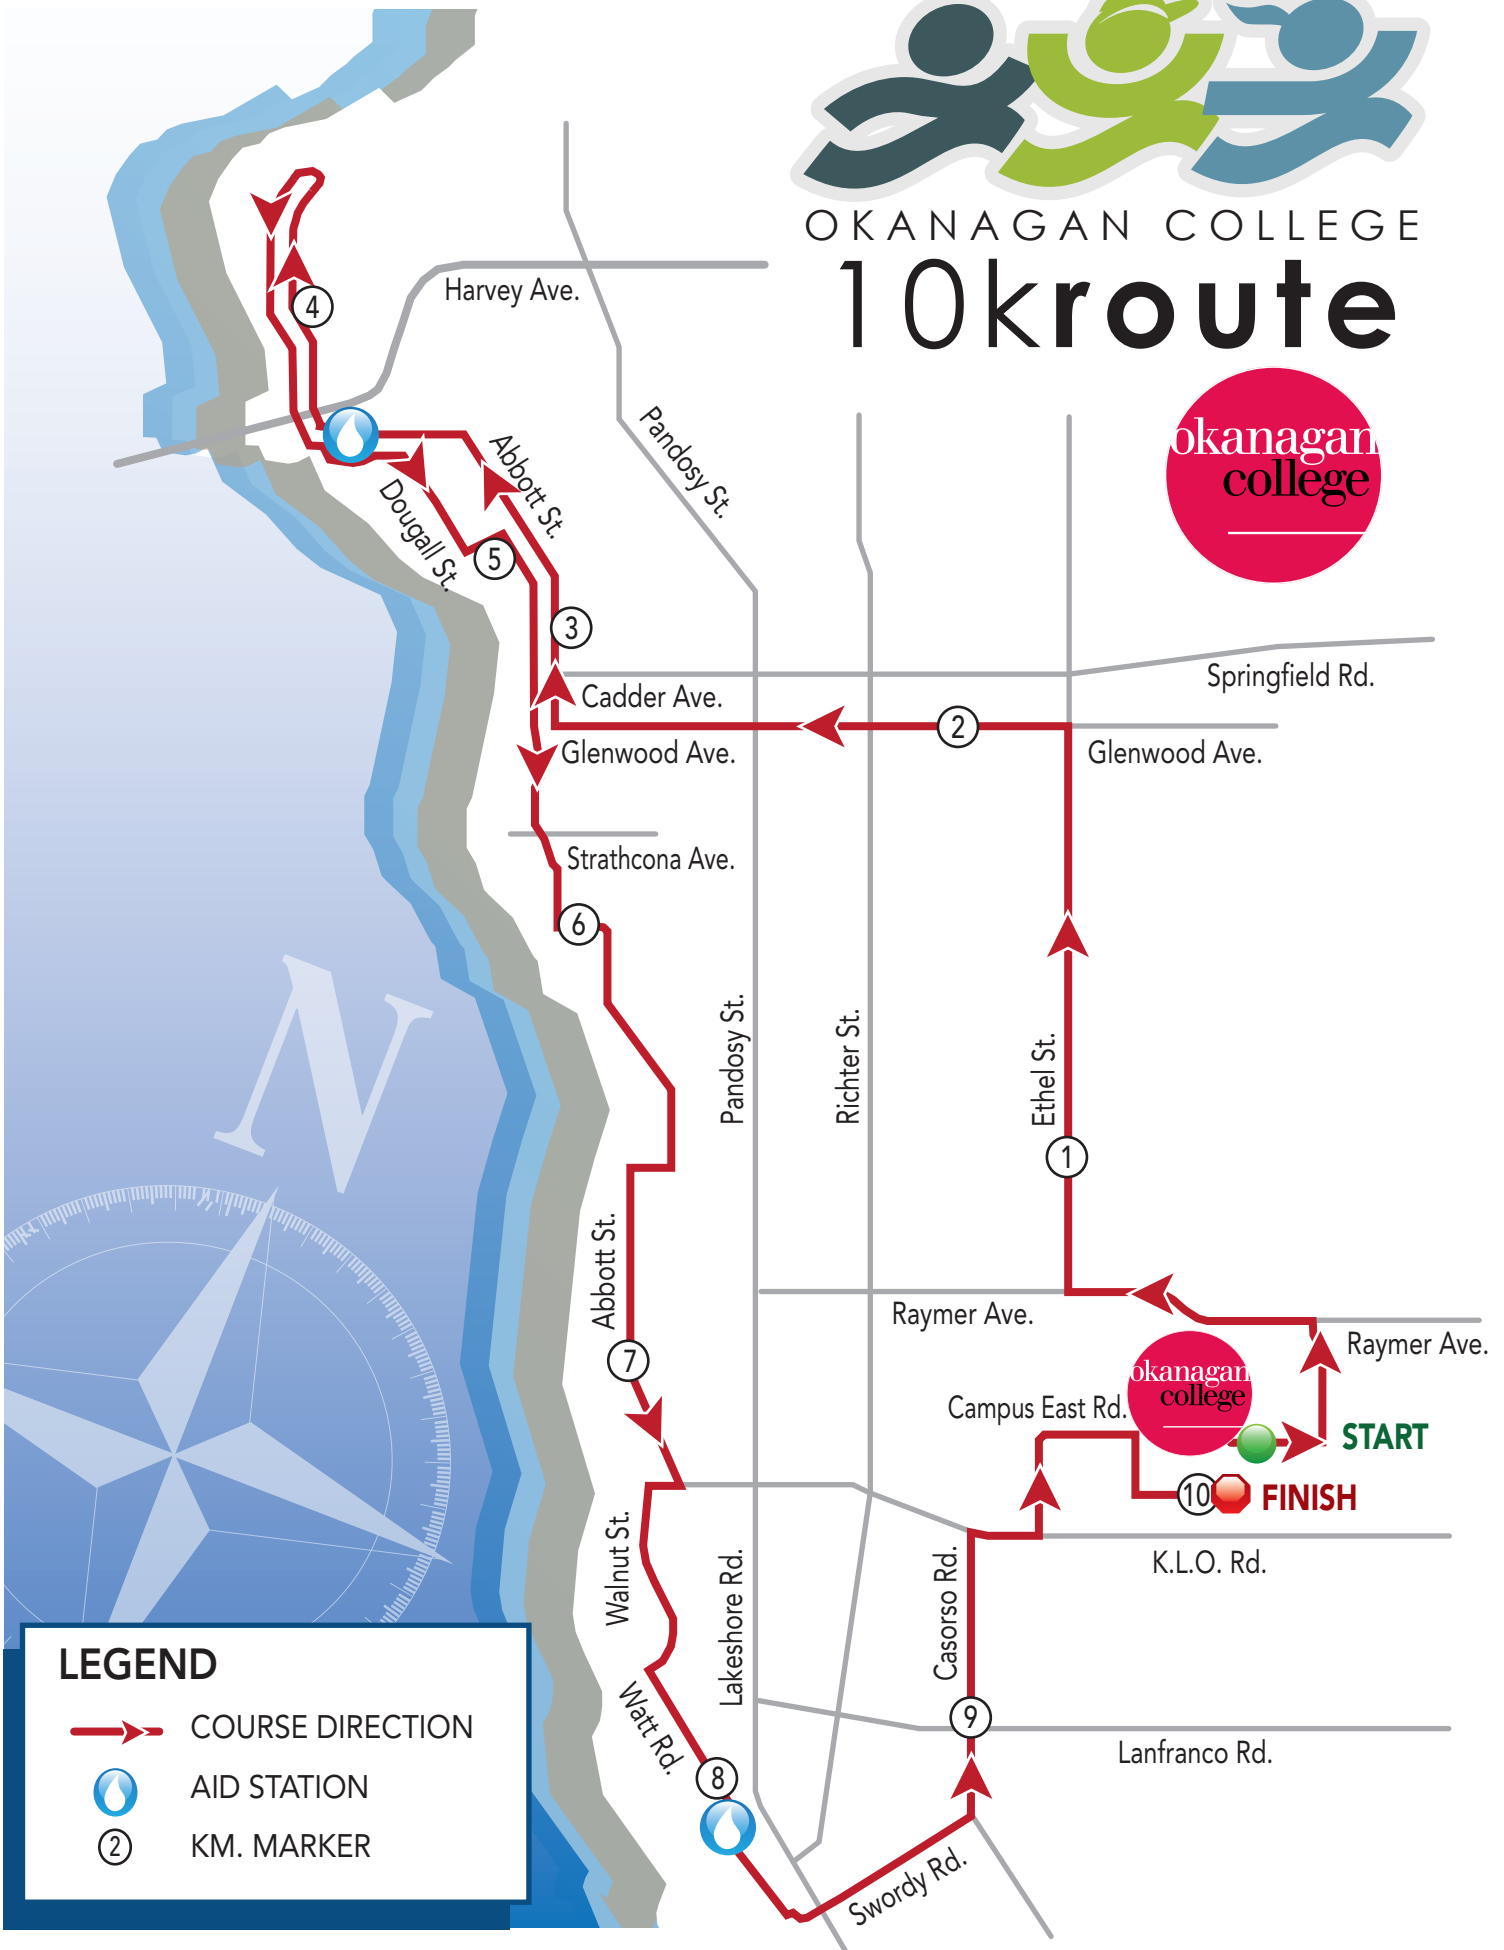 OKANAGAN COLLEGE
10kroute
okanagan
college
Harvey Ave.
4
Pandosy St.
Abbott St.
Dougall St.
5
3
Springfield Rd.
Cadder Ave.
2
Glenwood Ave.
Glenwood Ave.
Strathcona Ave.
6
N
Pandosy St.
Richter St.
Ethel St.
1
Abbott St.
Raymer Ave.
Raymer Ave.
7
okanagan
college
Campus East Rd.
START
10
FINISH
Walnut St.
Lakeshore Rd.
Casorso Rd.
K.L.O. Rd.
Watt Rd.
9
Lanfranco Rd.
8
Swordy Rd.
LEGEND
COURSE DIRECTION
AID STATION
2
KM. MARKER